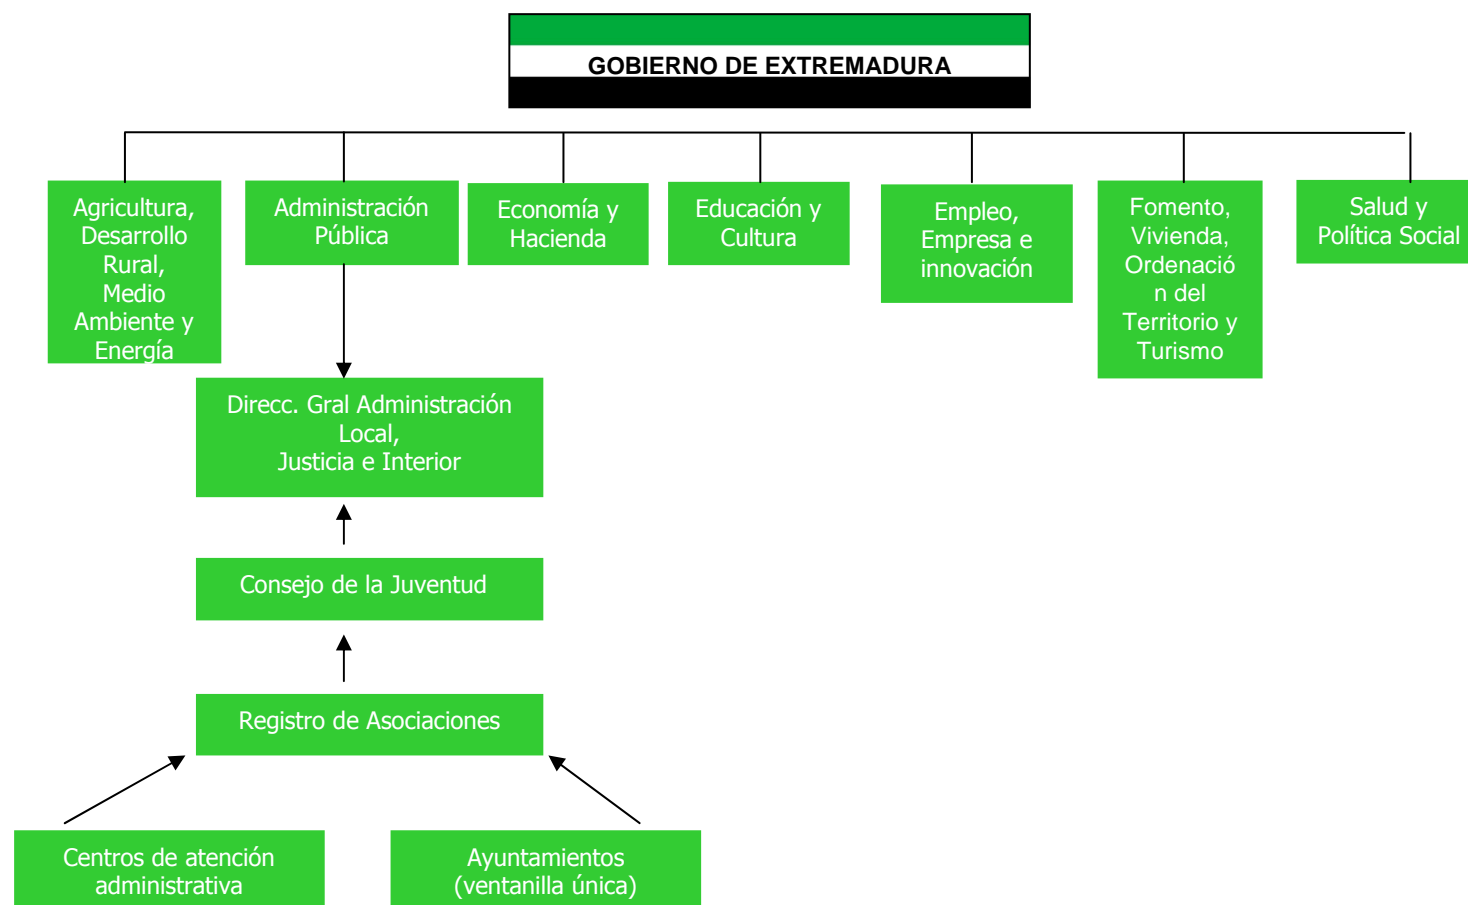 GOBIERNO DE EXTREMADURA
Agricultura,
Desarrollo
Rural,
Medio
Ambiente y
Energía
Administración
Pública
Economía y
Hacienda
Educación y
Cultura
Empleo,
Empresa e
innovación
Fomento,
Vivienda,
Ordenació
n del
Territorio y
Turismo
Salud y
Política Social
Direcc. Gral Administración
Local,
Justicia e Interior
Consejo de la Juventud
Registro de Asociaciones
Centros de atención
administrativa
Ayuntamientos
(ventanilla única)